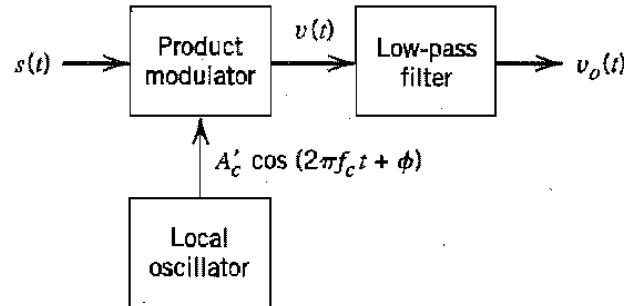 s(t)
Product
modulator
v(t)
Low-pass
filter
v_o(t)
A'_c cos (2πf_c t + ϕ)
Local
oscillator